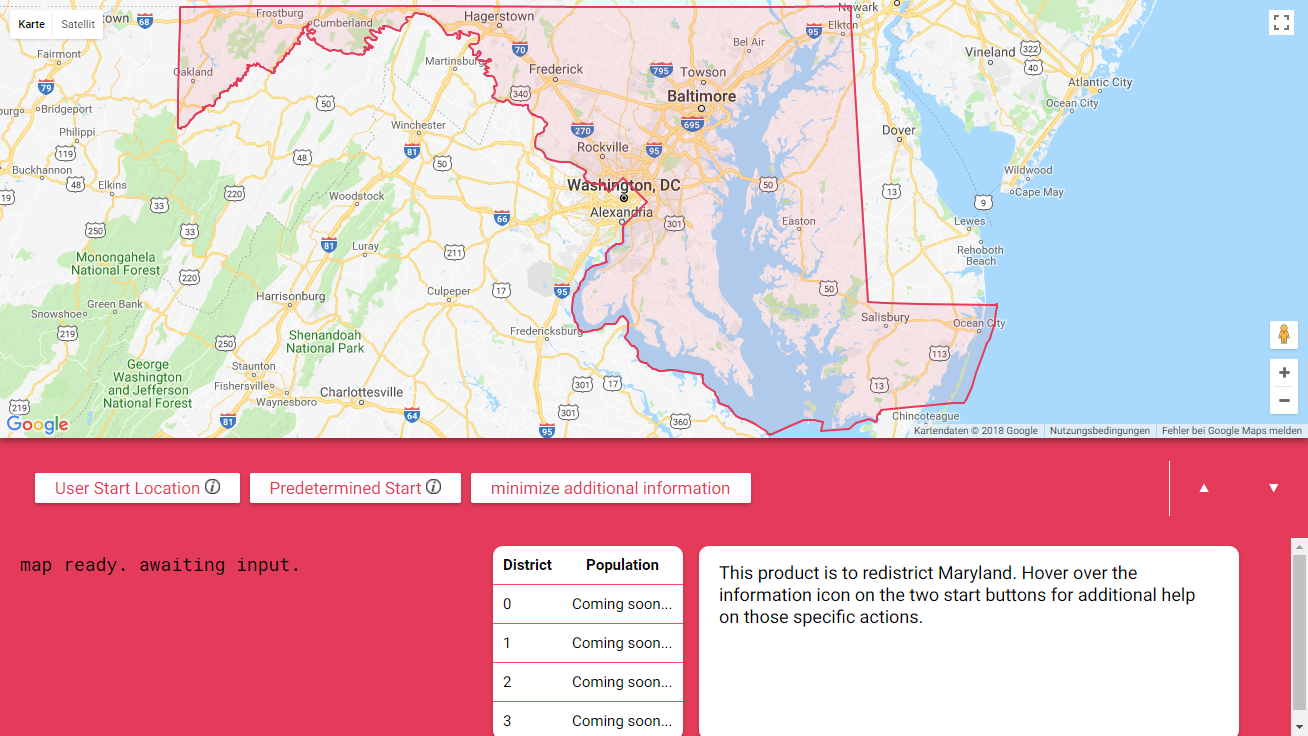 Karte
Satellit
town
68
Frostburg
Cumberland
Hagerstown
Newark
Elkton
95
Bel Air
Fairmont
79
Oakland
Martinsburg
70
Frederick
795
Towson
Vineland
322
40
Atlantic City
Ocean City
Bridgeport
50
340
Baltimore
695
Philippi
119
Winchester
81
270
Rockville
95
Dover
Buckhannon
48
Elkins
48
50
Washington, DC
50
Wildwood
Cape May
19
33
220
Woodstock
66
Alexandria
301
Easton
13
9
Lewes
250
33
81
Luray
211
Rehoboth
Beach
Monongahela
National Forest
220
Harrisonburg
Culpeper
17
95
50
Green Bank
Snowshoe
219
250
Shenandoah
National Park
Fredericksburg
Salisbury
Ocean City
113
George
Washington
and Jefferson
National Forest
Staunton
Fishersville
Waynesboro
Charlottesville
301
17
13
219
81
64
301
95
360
Chincoteague
Google
Kartendaten © 2018 Google
Nutzungsbedingungen
Fehler bei Google Maps melden
User Start Location
Predetermined Start
minimize additional information
map ready. awaiting input.
District Population
0 Coming soon...
1 Coming soon...
2 Coming soon...
3 Coming soon...
This product is to redistrict Maryland. Hover over the
information icon on the two start buttons for additional help
on those specific actions.